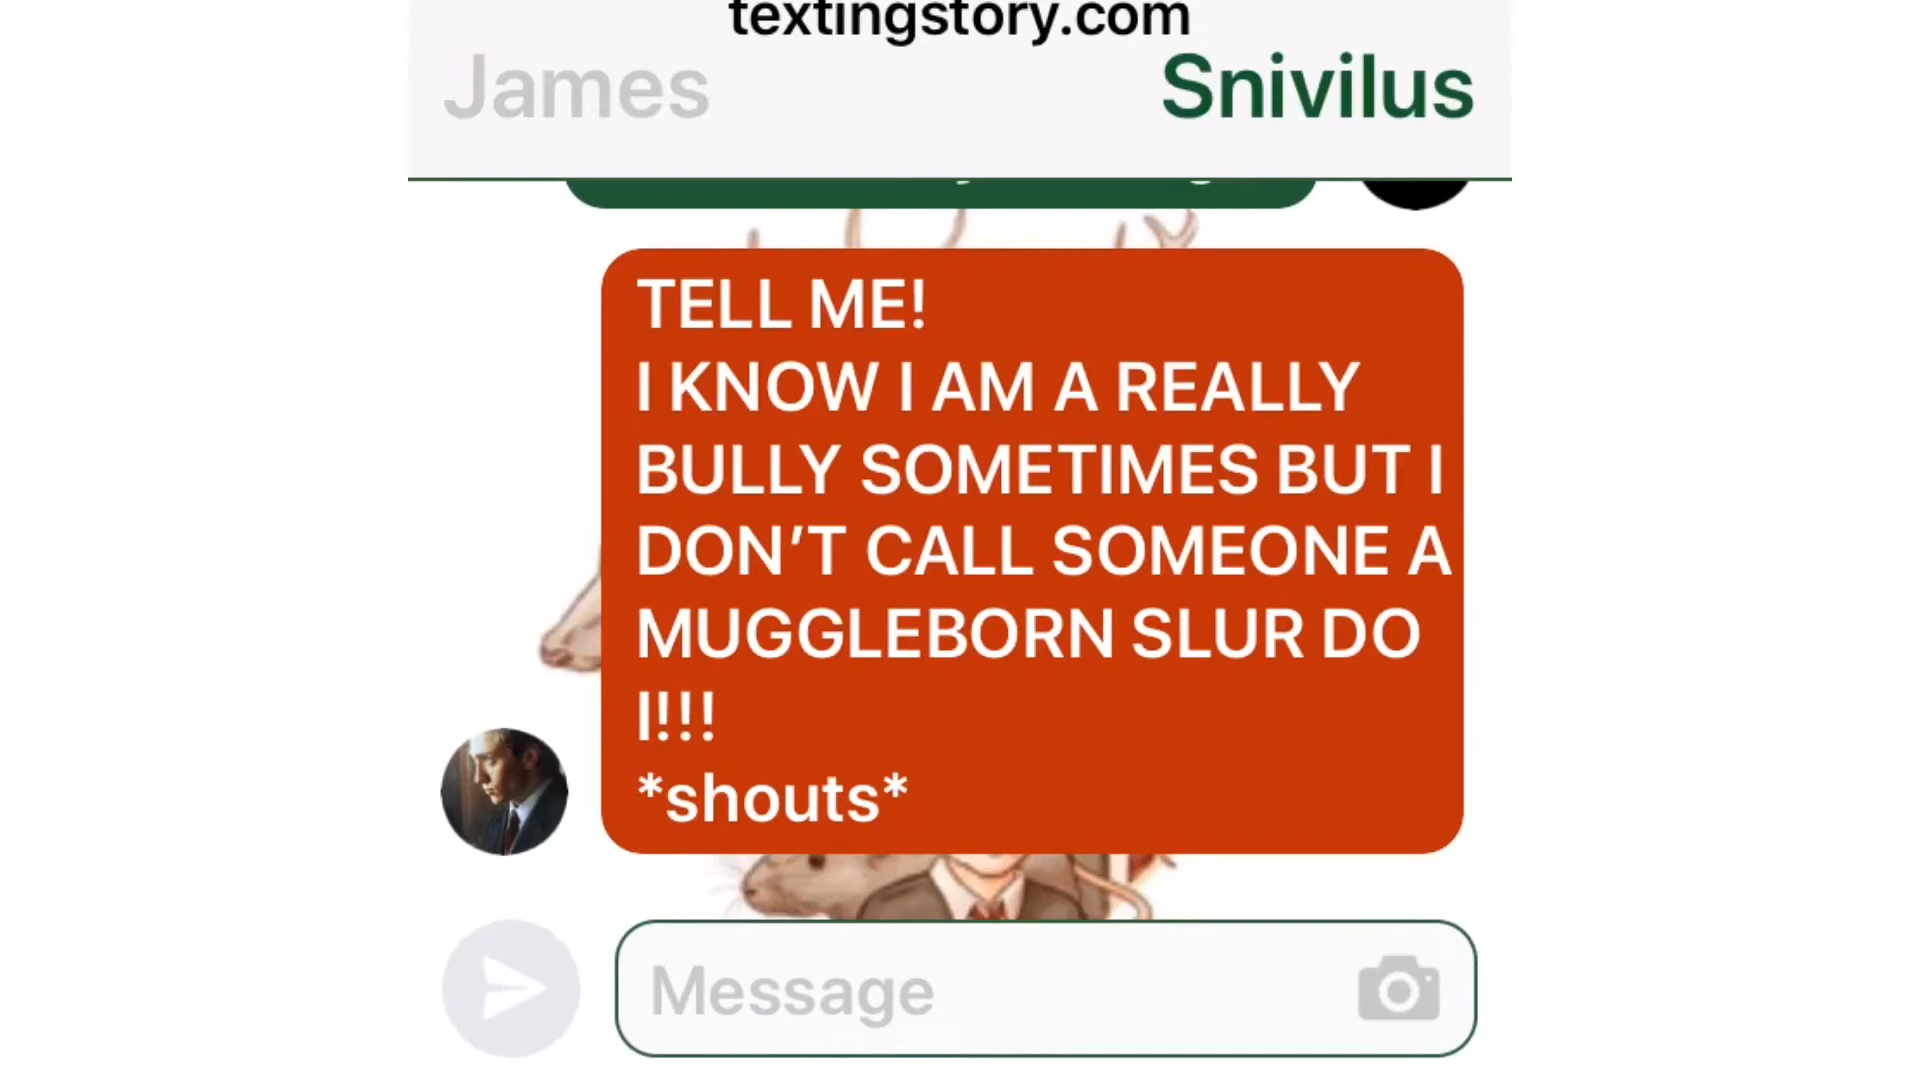 textingstory.com
James
Snivilus
TELL ME!
I KNOW I AM A REALLY
BULLY SOMETIMES BUT I
DON’T CALL SOMEONE A
MUGGLEBORN SLUR DO
I!!!
*shouts*
Message